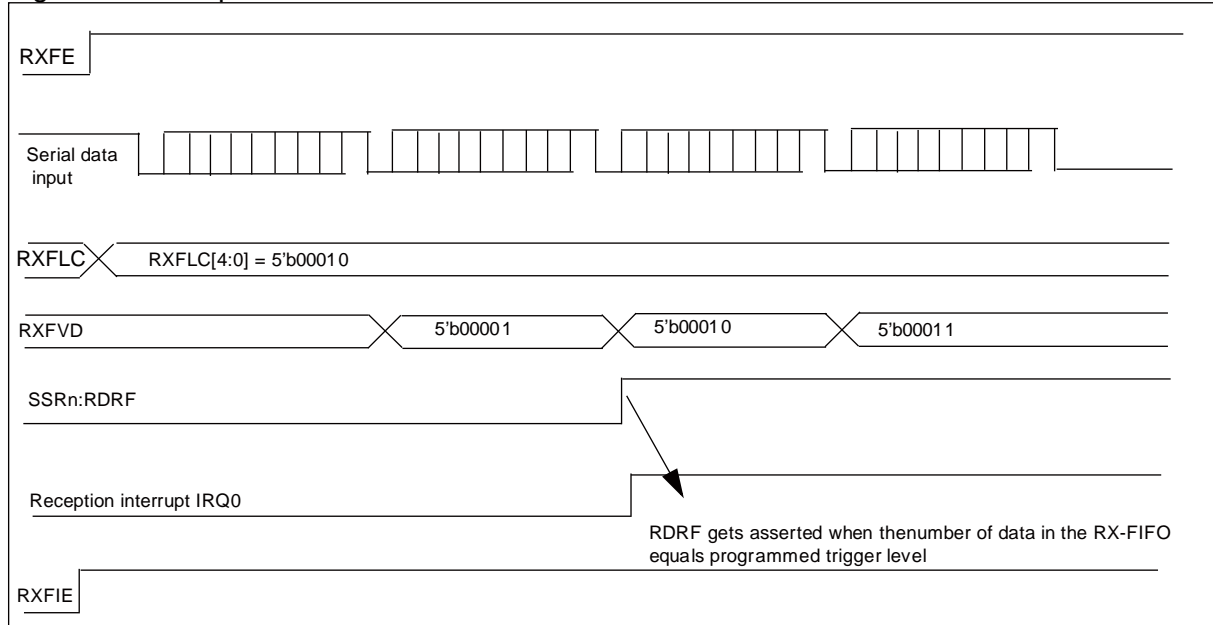 RXFE
Serial data
input
RXFLC
RXFLC[4:0] = 5'b00010
RXFVD
5'b00001
5'b00010
5'b00011
SSRn:RDRF
Reception interrupt IRQ0
RDRF gets asserted when thenumber of data in the RX-FIFO
equals programmed trigger level
RXFIE